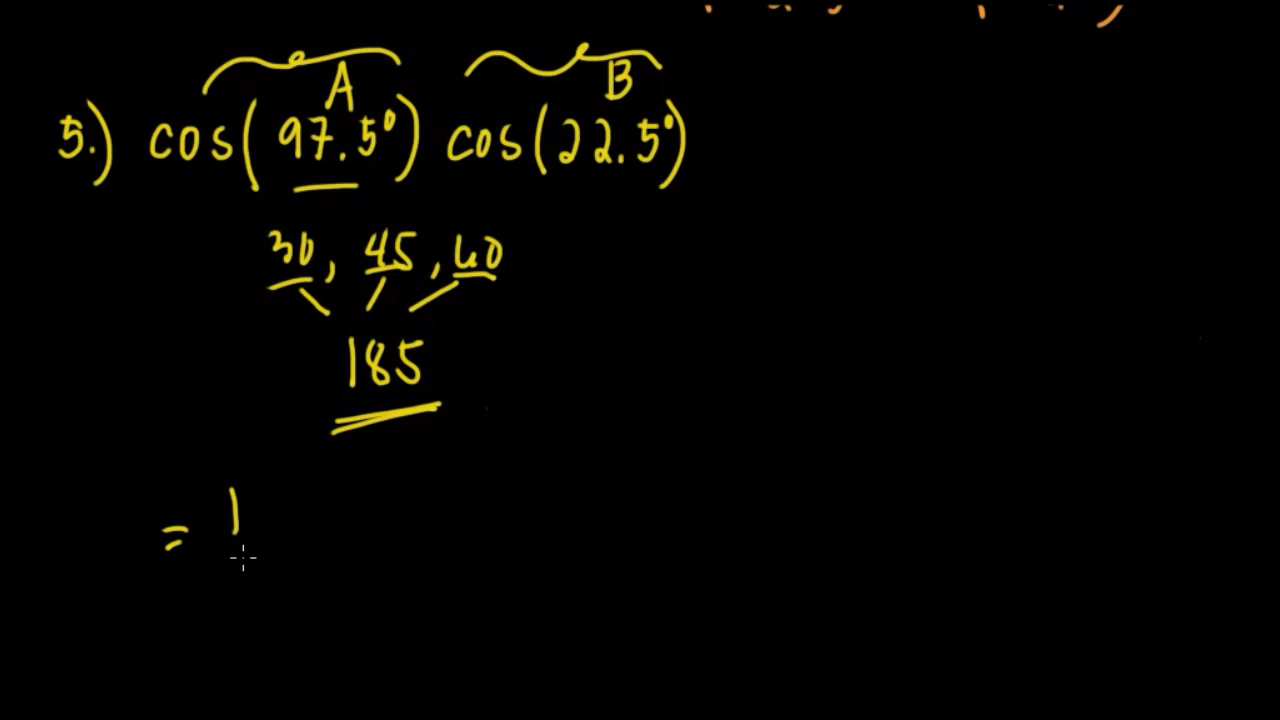 A B
5.) cos(97.5°) cos(22.5°)
30, 45, 60
185
= 1